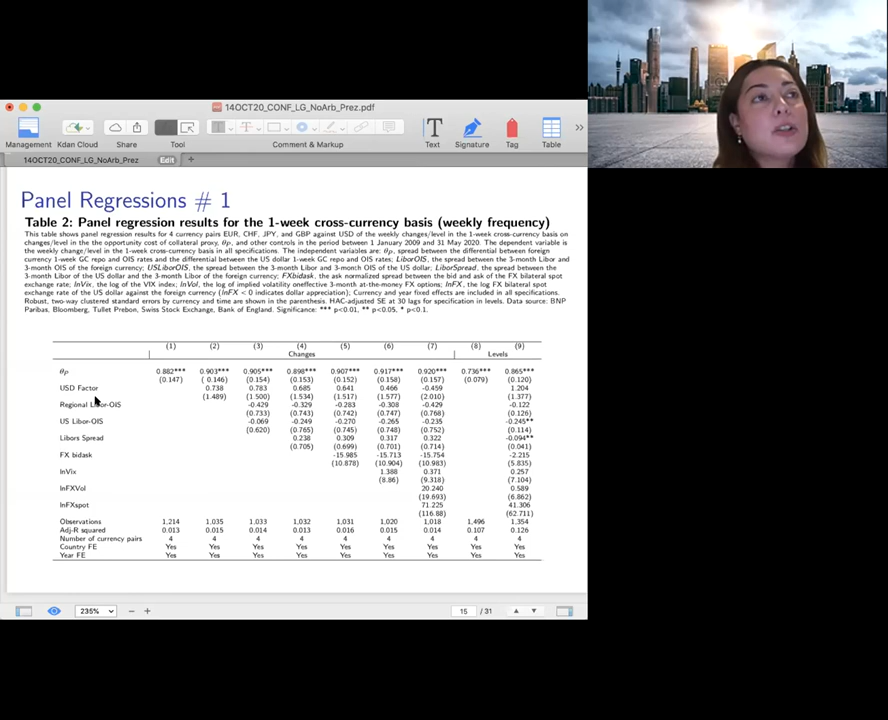 14OCT20_CONF_LG_NoArb_Prez.pdf
Management Kdan Cloud Share Tool Comment & Markup Text Signature Tag Table
14OCT20_CONF_LG_NoArb_Prez Edit
Panel Regressions # 1
Table 2: Panel regression results for the 1-week cross-currency basis (weekly frequency)
This table shows panel regression results for 4 currency pairs EUR, CHF, JPY, and GBP against USD of the weekly changes/level in the 1-week cross-currency basis on
changes/level in the the opportunity cost of collateral proxy, θP, and other controls in the period between 1 January 2009 and 31 May 2020. The dependent variable is
the weekly change/level in the 1-week cross-currency basis in all specifications. The independent variables are: θP, spread between the differential between foreign
currency 1-week GC repo and OIS rates and the differential between the US dollar 1-week GC repo and OIS rates; LiborOIS, the spread between the 3-month Libor and
3-month OIS of the foreign currency; USLiborOIS, the spread between the 3-month Libor and 3-month OIS of the US dollar; LiborSpread, the spread between the
3-month Libor of the US dollar and the 3-month Libor of the foreign currency; FXbidask, the ask normalized spread between the bid and ask of the FX bilateral spot
exchange rate; lnVix, the log of the VIX index; lnVol, the log of implied volatility oneffective 3-month at-the-money FX options; lnFX, the log FX bilateral spot
exchange rate of the US dollar against the foreign currency (lnFX < 0 indicates dollar appreciation); Currency and year fixed effects are included in all specifications.
Robust, two-way clustered standard errors by currency and time are shown in the parenthesis. HAC-adjusted SE at 30 lags for specification in levels. Data source: BNP
Paribas, Bloomberg, Tullet Prebon, Swiss Stock Exchange, Bank of England. Significance: *** p<0.01, ** p<0.05, * p<0.1.
(1) (2) (3) (4) (5) (6) (7) (8) (9)
Changes Levels
θP 0.882*** 0.903*** 0.905*** 0.898*** 0.907*** 0.917*** 0.920*** 0.736*** 0.865***
(0.147) ( 0.146) (0.154) (0.153) (0.152) (0.158) (0.157) (0.079) (0.120)
USD Factor 0.738 0.783 0.685 0.641 0.466 -0.459 1.204
(1.489) (1.500) (1.534) (1.517) (1.577) (2.010) (1.377)
Regional Libor-OIS -0.429 -0.329 -0.283 -0.308 -0.429 -0.122
(0.733) (0.743) (0.742) (0.747) (0.768) (0.126)
US Libor-OIS -0.069 -0.249 -0.270 -0.265 -0.235 -0.245**
(0.620) (0.765) (0.745) (0.748) (0.752) (0.114)
Libors Spread 0.238 0.309 0.317 0.322 -0.094**
(0.705) (0.699) (0.701) (0.714) (0.041)
FX bidask -15.985 -15.713 -15.754 -2.215
(10.878) (10.904) (10.983) (5.835)
lnVix 1.388 0.371 0.257
(8.86) (9.318) (7.104)
lnFXVol 20.240 0.589
(19.693) (6.862)
lnFXspot 71.225 41.306
(116.88) (62.711)
Observations 1,214 1,035 1,033 1,032 1,031 1,020 1,018 1,496 1,354
Adj-R squared 0.013 0.015 0.014 0.013 0.016 0.015 0.014 0.107 0.126
Number of currency pairs 4 4 4 4 4 4 4 4 4
Country FE Yes Yes Yes Yes Yes Yes Yes Yes Yes
Year FE Yes Yes Yes Yes Yes Yes Yes Yes Yes
235% 15 / 31